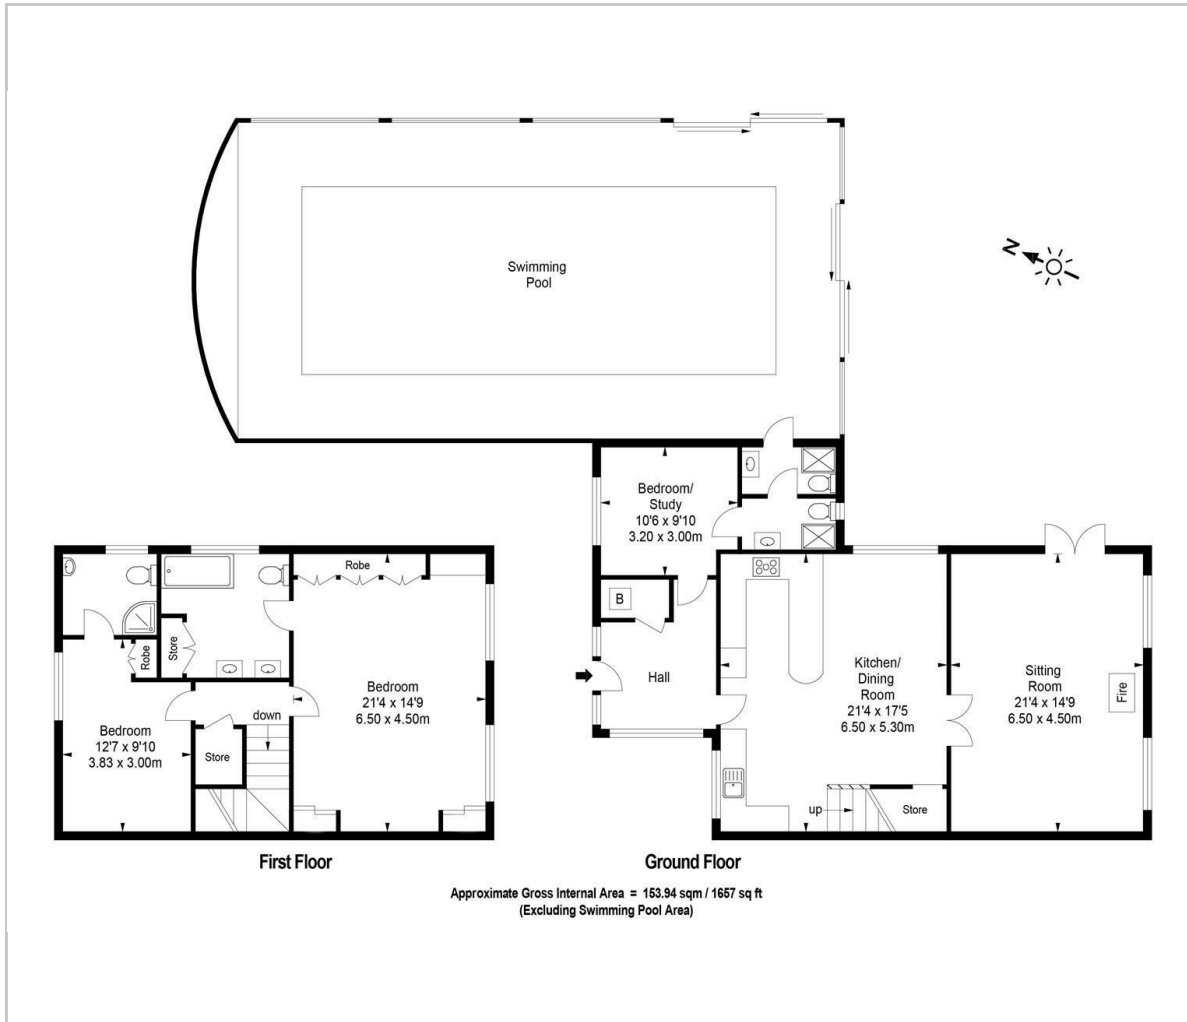 N
Swimming
Pool
Bedroom/
Study
10'6 x 9'10
3.20 x 3.00m
B
Hall
Kitchen/
Dining
Room
21'4 x 17'5
6.50 x 5.30m
Sitting
Room
21'4 x 14'9
6.50 x 4.50m
Fire
up
Store
Robe
Store
Robe
Bedroom
21'4 x 14'9
6.50 x 4.50m
down
Bedroom
12'7 x 9'10
3.83 x 3.00m
Store
First Floor
Ground Floor
Approximate Gross Internal Area = 153.94 sqm / 1657 sq ft
(Excluding Swimming Pool Area)